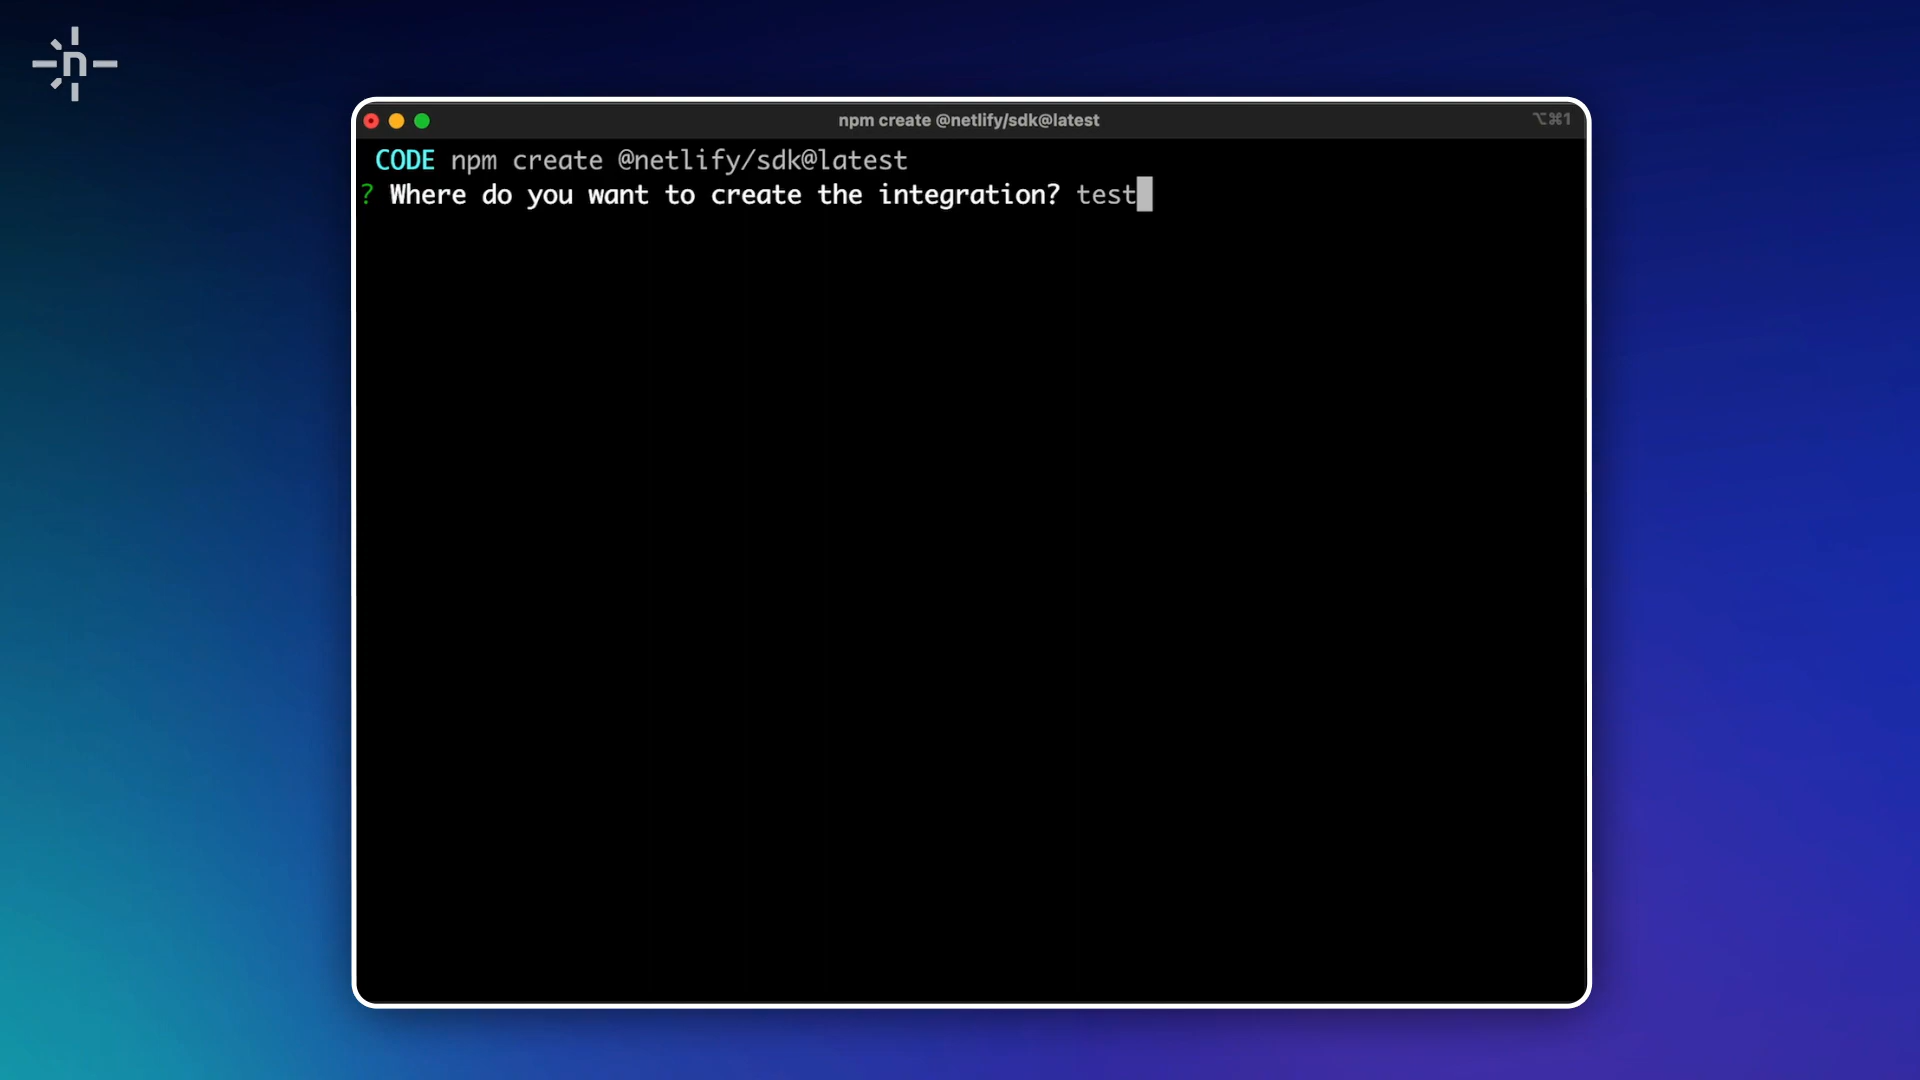 n
npm create @netlify/sdk@latest
⌥⌘1
CODE npm create @netlify/sdk@latest
? Where do you want to create the integration? test